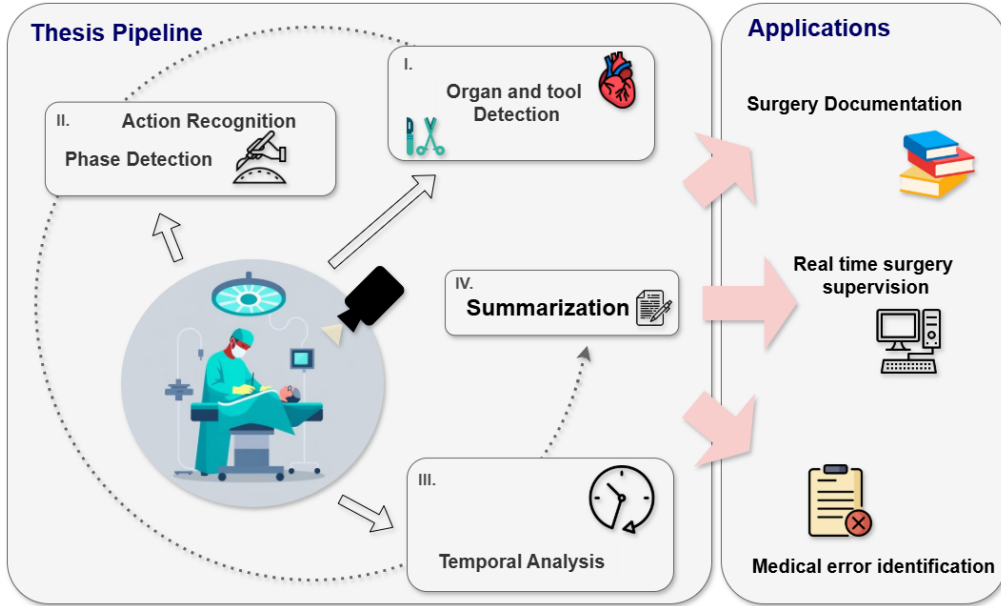 Thesis Pipeline
I.
Organ and tool
Detection
II.
Action Recognition
Phase Detection
IV.
Summarization
III.
Temporal Analysis
Applications
Surgery Documentation
Real time surgery
supervision
Medical error identification